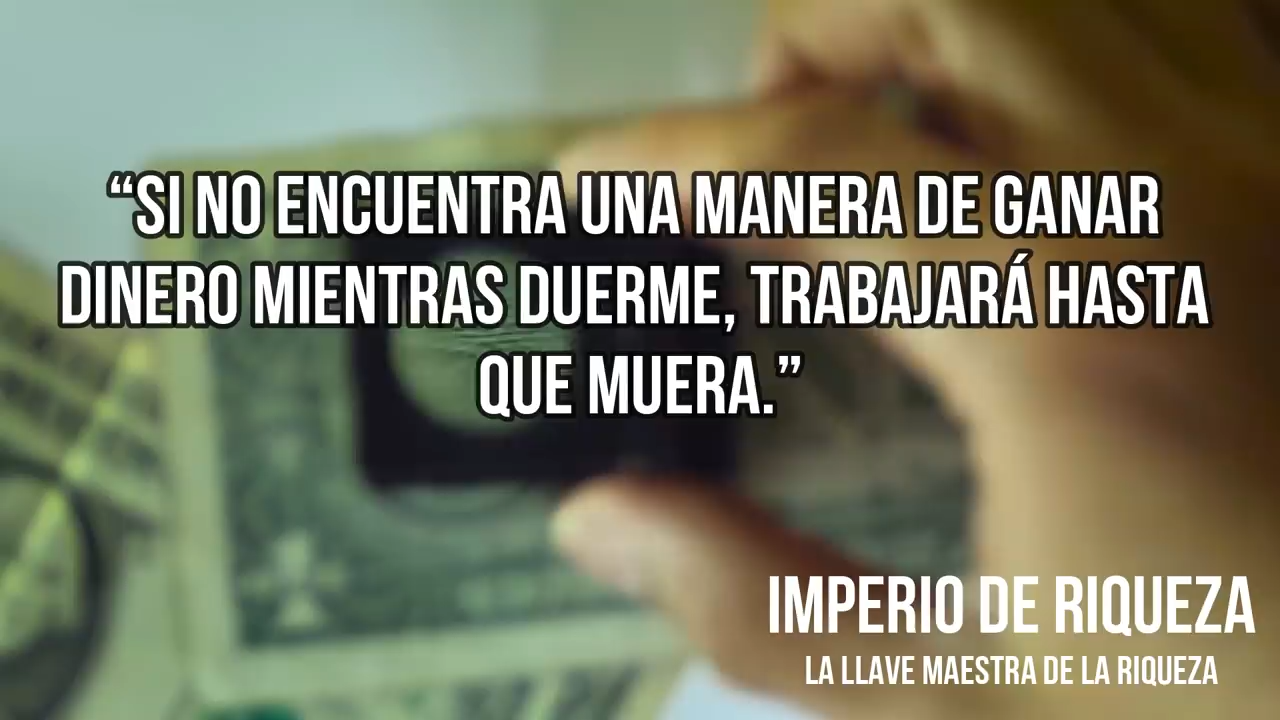 “SI NO ENCUENTRA UNA MANERA DE GANAR
DINERO MIENTRAS DUERME, TRABAJARÁ HASTA
QUE MUERA.”
IMPERIO DE RIQUEZA
LA LLAVE MAESTRA DE LA RIQUEZA